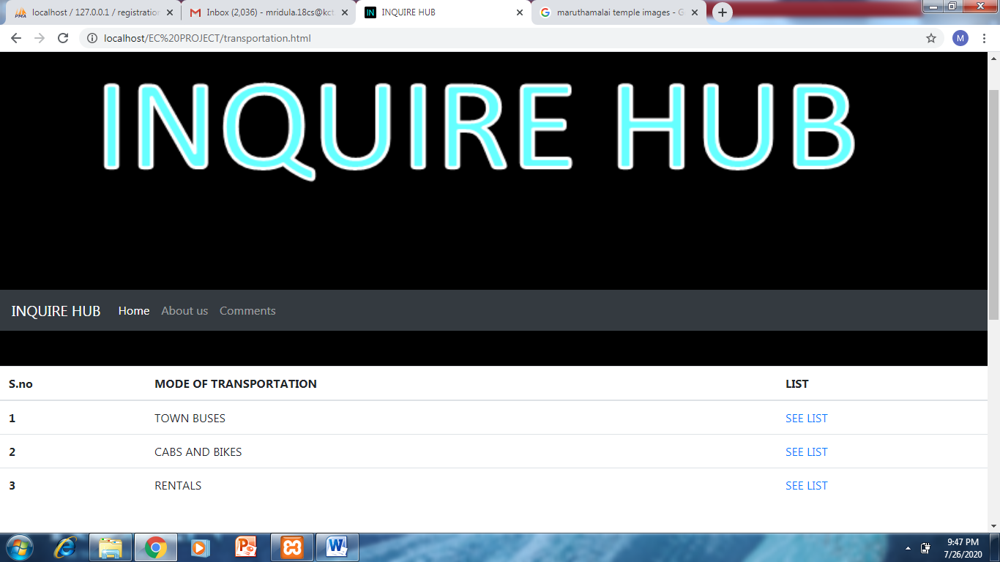 localhost / 127.0.0.1 / registration
Inbox (2,036) - mridula.18cs@kct.
INQUIRE HUB
maruthamalai temple images - G
localhost/EC%20PROJECT/transportation.html
M
INQUIRE HUB
INQUIRE HUB Home About us Comments
S.no MODE OF TRANSPORTATION LIST
1 TOWN BUSES SEE LIST
2 CABS AND BIKES SEE LIST
3 RENTALS SEE LIST
9:47 PM
7/26/2020